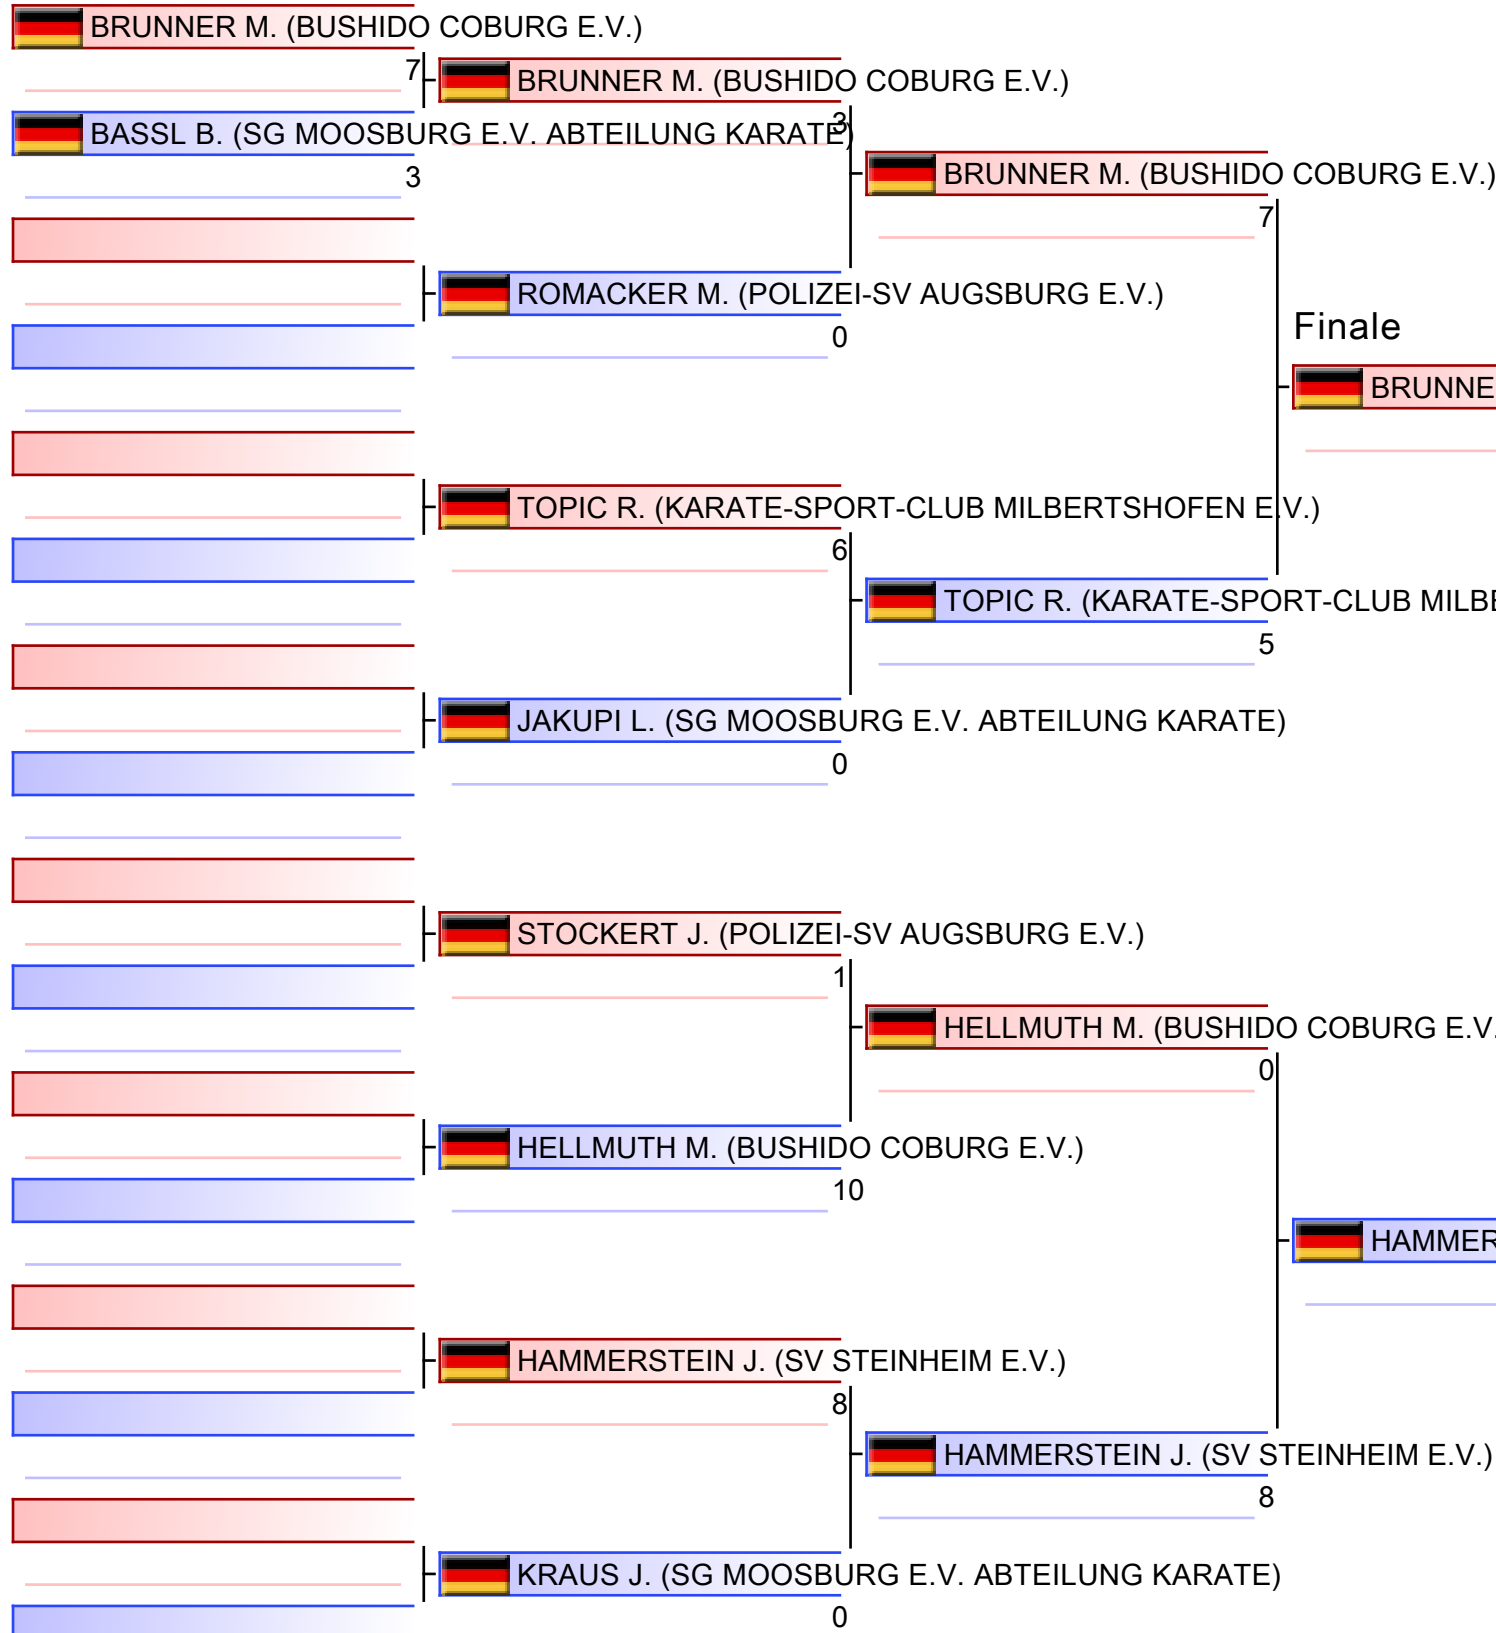 BRUNNER M. (BUSHIDO COBURG E.V.)
7
BASSL B. (SG MOOSBURG E.V. ABTEILUNG KARATE)
3
BRUNNER M. (BUSHIDO COBURG E.V.)
3
ROMACKER M. (POLIZEI-SV AUGSBURG E.V.)
0
TOPIC R. (KARATE-SPORT-CLUB MILBERTSHOFEN E.V.)
6
JAKUPI L. (SG MOOSBURG E.V. ABTEILUNG KARATE)
0
STOCKERT J. (POLIZEI-SV AUGSBURG E.V.)
1
HELLMUTH M. (BUSHIDO COBURG E.V.)
10
HAMMERSTEIN J. (SV STEINHEIM E.V.)
8
KRAUS J. (SG MOOSBURG E.V. ABTEILUNG KARATE)
0
BRUNNER M. (BUSHIDO COBURG E.V.)
7
TOPIC R. (KARATE-SPORT-CLUB MILBE
5
HELLMUTH M. (BUSHIDO COBURG E.V.
0
HAMMERSTEIN J. (SV STEINHEIM E.V.)
8
Finale
BRUNNE
HAMMER